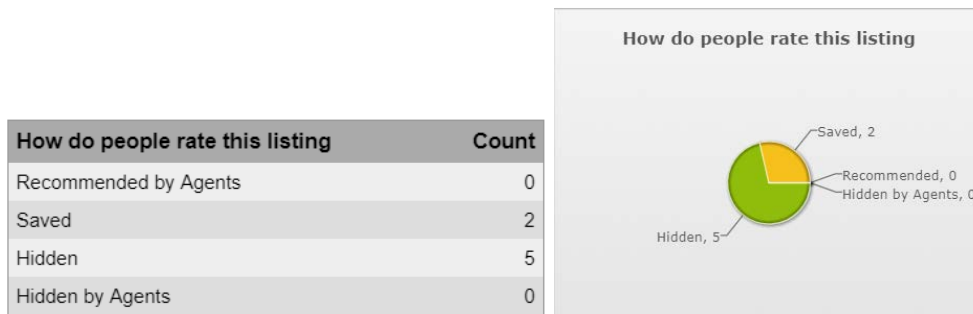 How do people rate this listing Count
Recommended by Agents 0
Saved 2
Hidden 5
Hidden by Agents 0
How do people rate this listing
Saved, 2
Recommended, 0
Hidden by Agents, 0
Hidden, 5